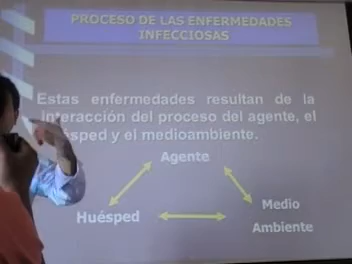 PROCESO DE LAS ENFERMEDADES
INFECCIOSAS
Estas enfermedades resultan de la
interacción del proceso del agente, el
y el medioambiente.
Agente
Huésped
Medio
Ambiente